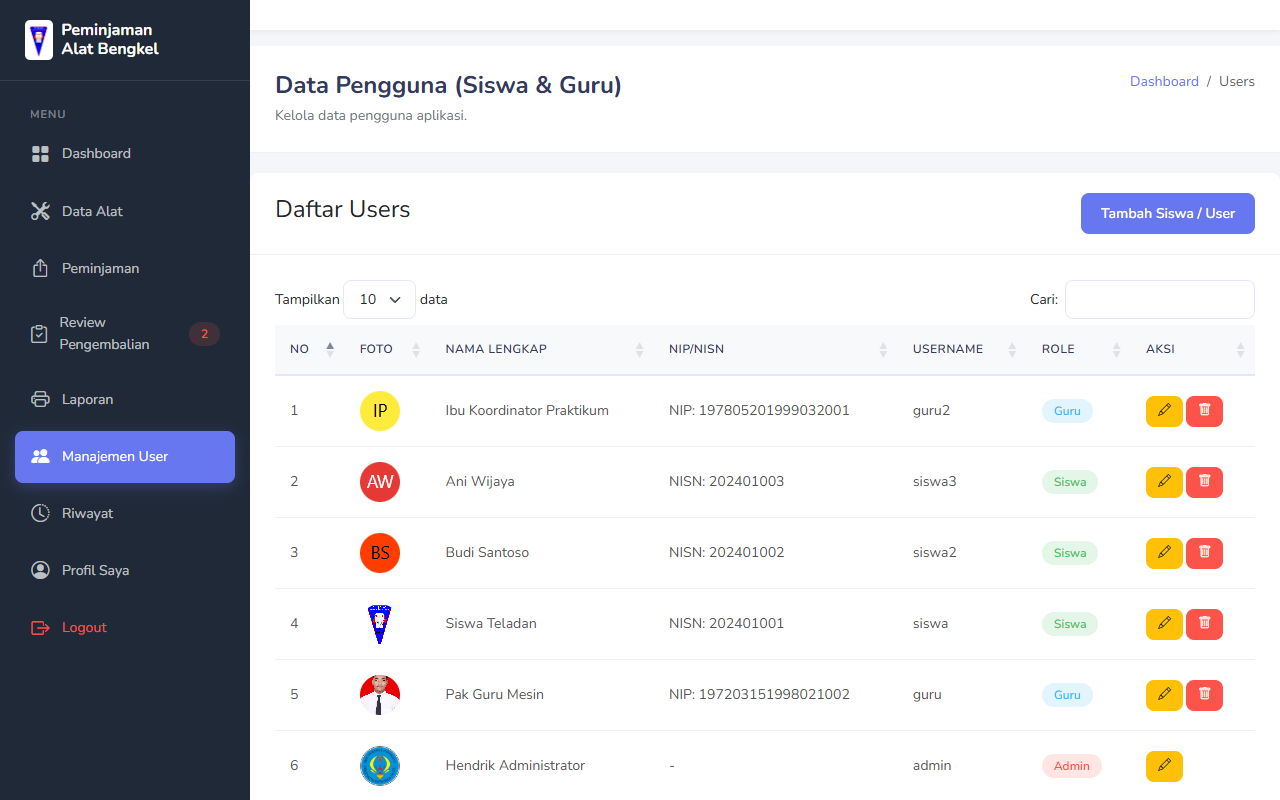 Peminjaman
Alat Bengkel
MENU
Dashboard
Data Alat
Peminjaman
Review
Pengembalian
2
Laporan
Manajemen User
Riwayat
Profil Saya
Logout
Data Pengguna (Siswa & Guru)
Kelola data pengguna aplikasi.
Dashboard / Users
Daftar Users
Tambah Siswa / User
Tampilkan 10 data
Cari:
NO FOTO NAMA LENGKAP NIP/NISN USERNAME ROLE AKSI
1 IP Ibu Koordinator Praktikum NIP: 197805201999032001 guru2 Guru
2 AW Ani Wijaya NISN: 202401003 siswa3 Siswa
3 BS Budi Santoso NISN: 202401002 siswa2 Siswa
4 Siswa Teladan NISN: 202401001 siswa Siswa
5 Pak Guru Mesin NIP: 197203151998021002 guru Guru
6 Hendrik Administrator - admin Admin